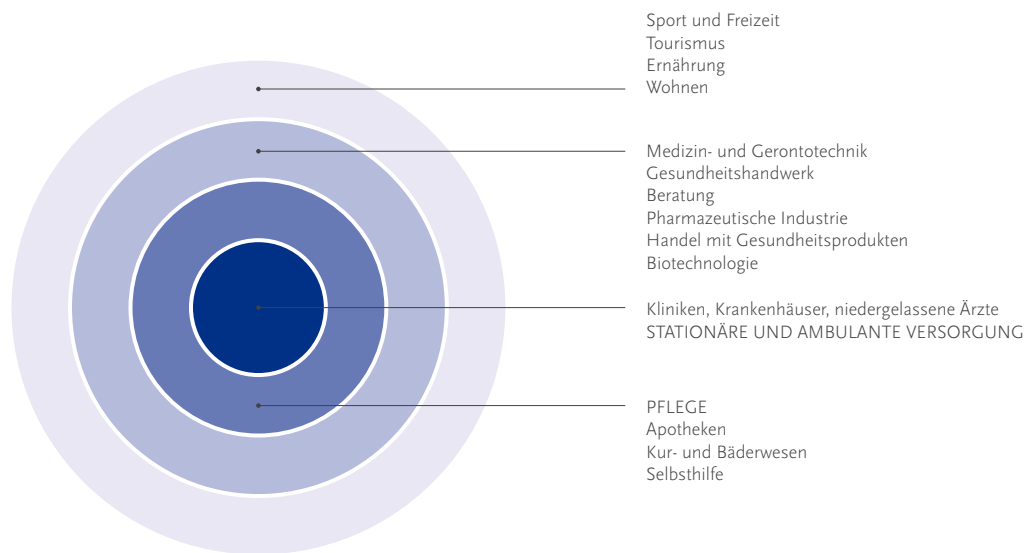 Sport und Freizeit
Tourismus
Ernährung
Wohnen
Medizin- und Gerontotechnik
Gesundheitshandwerk
Beratung
Pharmazeutische Industrie
Handel mit Gesundheitsprodukten
Biotechnologie
Kliniken, Krankenhäuser, niedergelassene Ärzte
STATIONÄRE UND AMBULANTE VERSORGUNG
PFLEGE
Apotheken
Kur- und Bäderwesen
Selbsthilfe